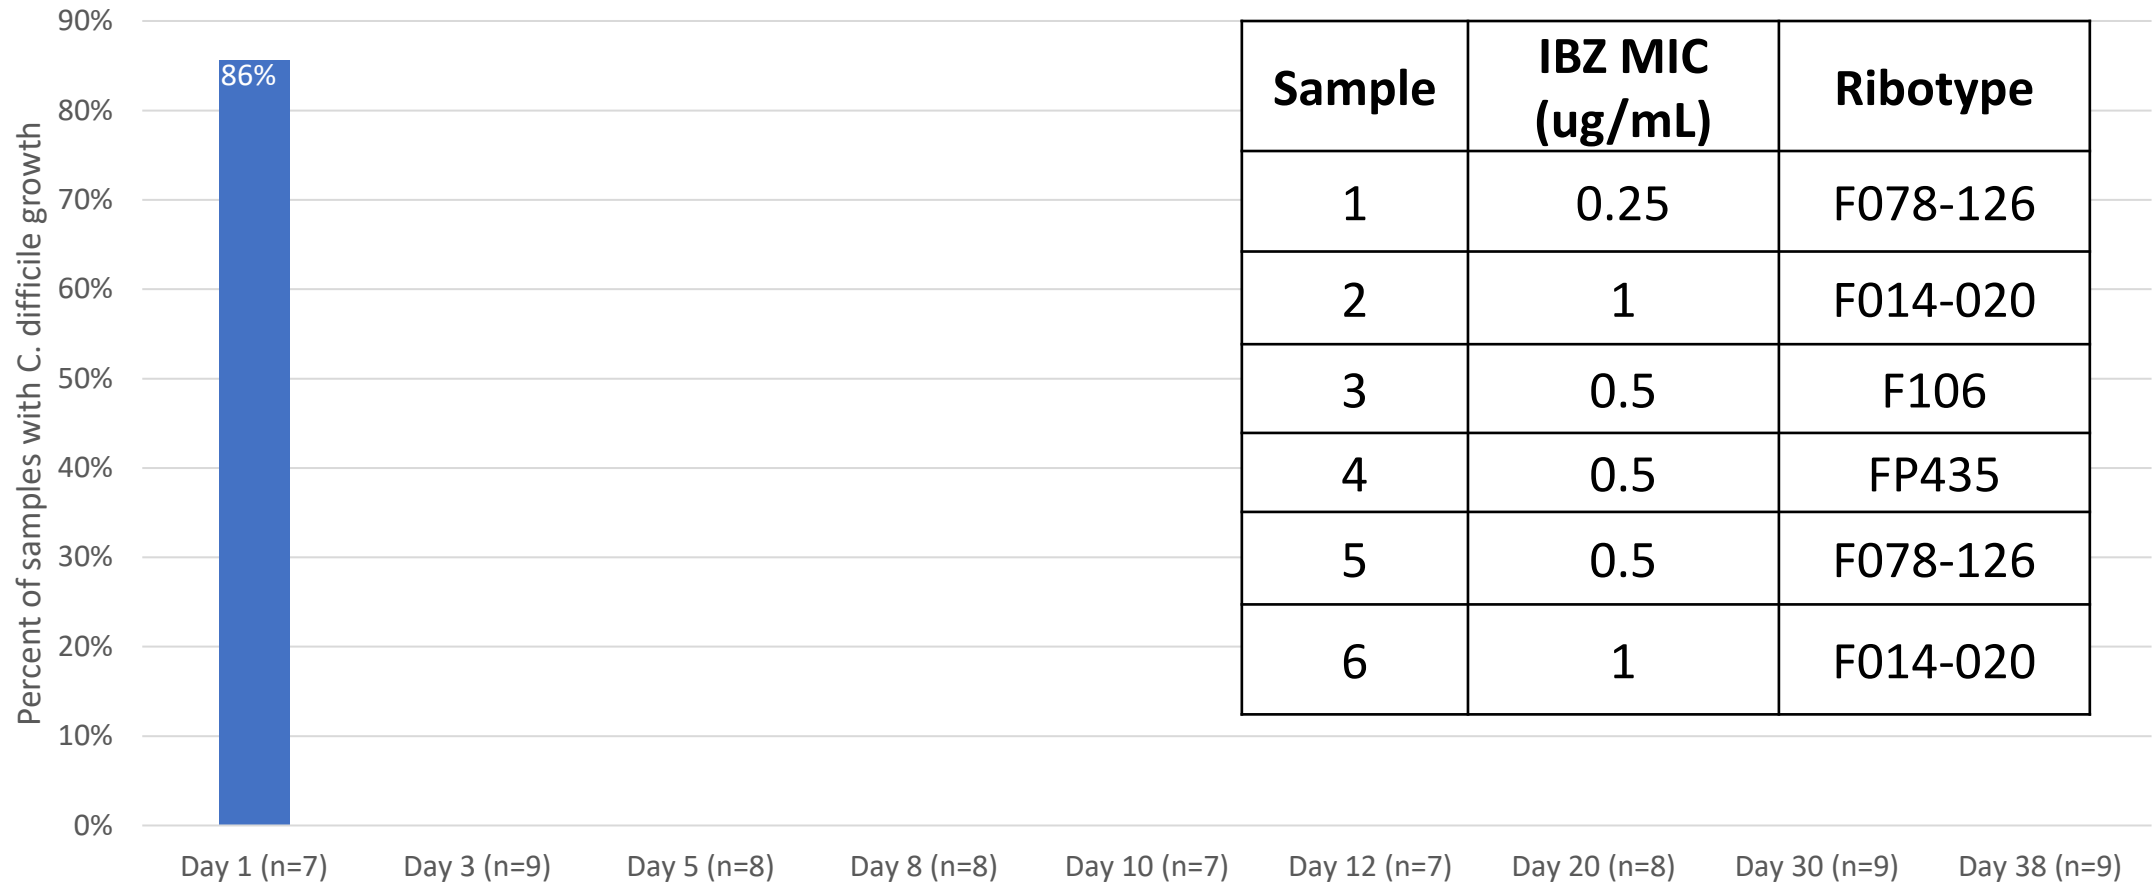 Percent of samples with C. difficile growth
90%
80%
70%
60%
50%
40%
30%
20%
10%
0%
86%
Day 1 (n=7) Day 3 (n=9) Day 5 (n=8) Day 8 (n=8) Day 10 (n=7) Day 12 (n=7) Day 20 (n=8) Day 30 (n=9) Day 38 (n=9)
Sample IBZ MIC (ug/mL) Ribotype
1 0.25 F078-126
2 1 F014-020
3 0.5 F106
4 0.5 FP435
5 0.5 F078-126
6 1 F014-020